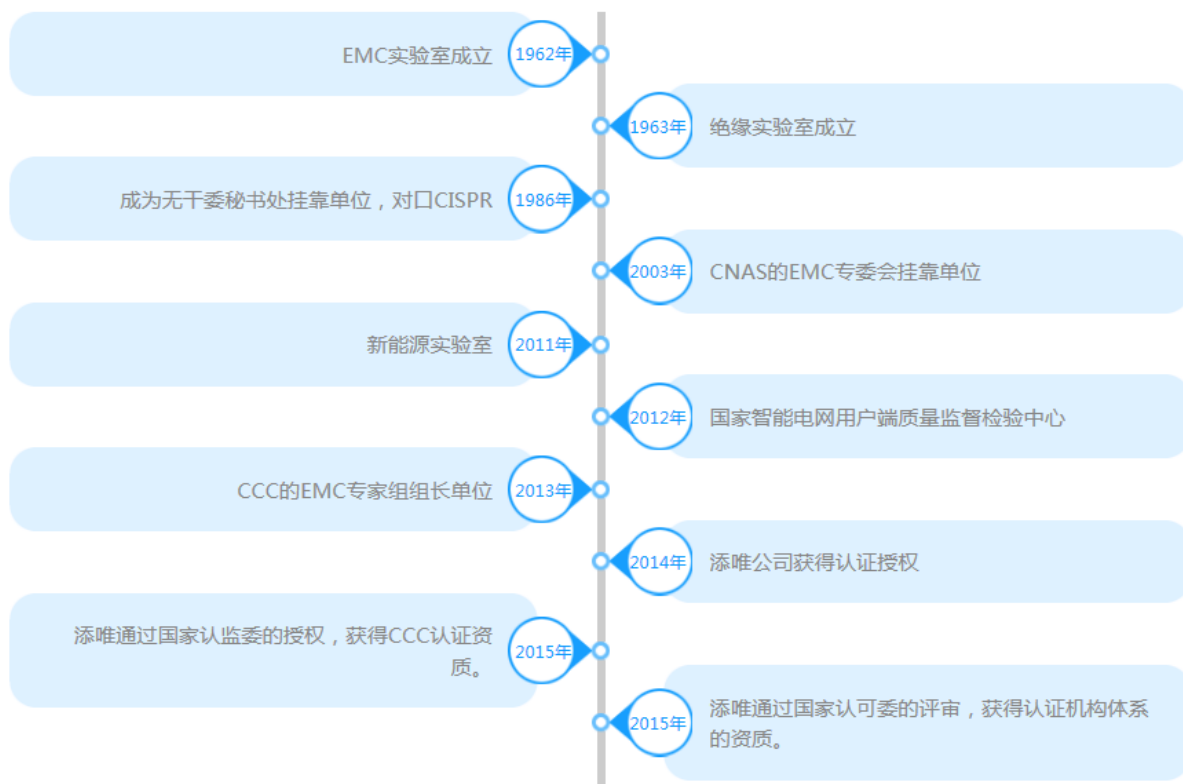 EMC实验室成立
1962年
1963年
绝缘实验室成立
成为无干委秘书处挂靠单位，对口CISPR
1986年
2003年
CNAS的EMC专委会挂靠单位
新能源实验室
2011年
2012年
国家智能电网用户端质量监督检验中心
CCC的EMC专家组组长单位
2013年
2014年
添唯公司获得认证授权
添唯通过国家认监委的授权，获得CCC认证资
质。
2015年
2015年
添唯通过国家认可委的评审，获得认证机构体系
的资质。